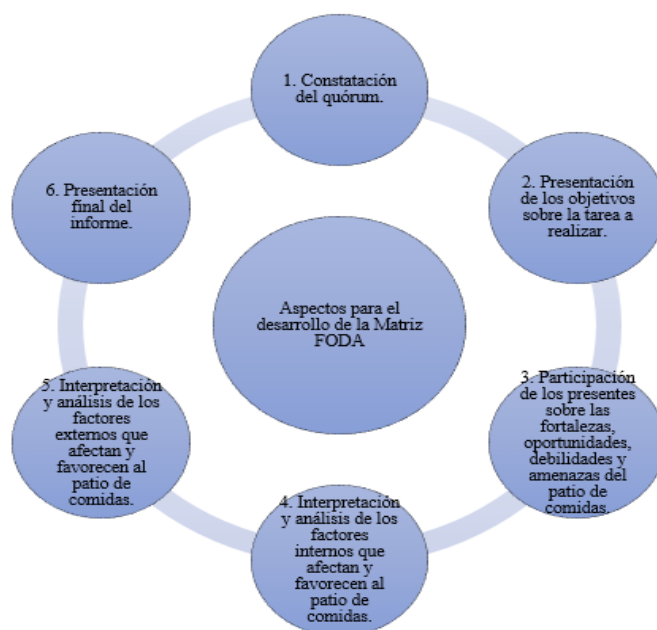 1. Constatación
del quórum.
2. Presentación
de los objetivos
sobre la tarea a
realizar.
3. Participación
de los presentes
sobre las
fortalezas,
oportunidades,
debilidades y
amenazas del
patio de
comidas.
4. Interpretación
y análisis de los
factores
internos que
afectan y
favorecen al
patio de
comidas.
5. Interpretación
y análisis de los
factores
externos que
afectan y
favorecen al
patio de
comidas.
6. Presentación
final del
informe.
Aspectos para el
desarrollo de la Matriz
FODA